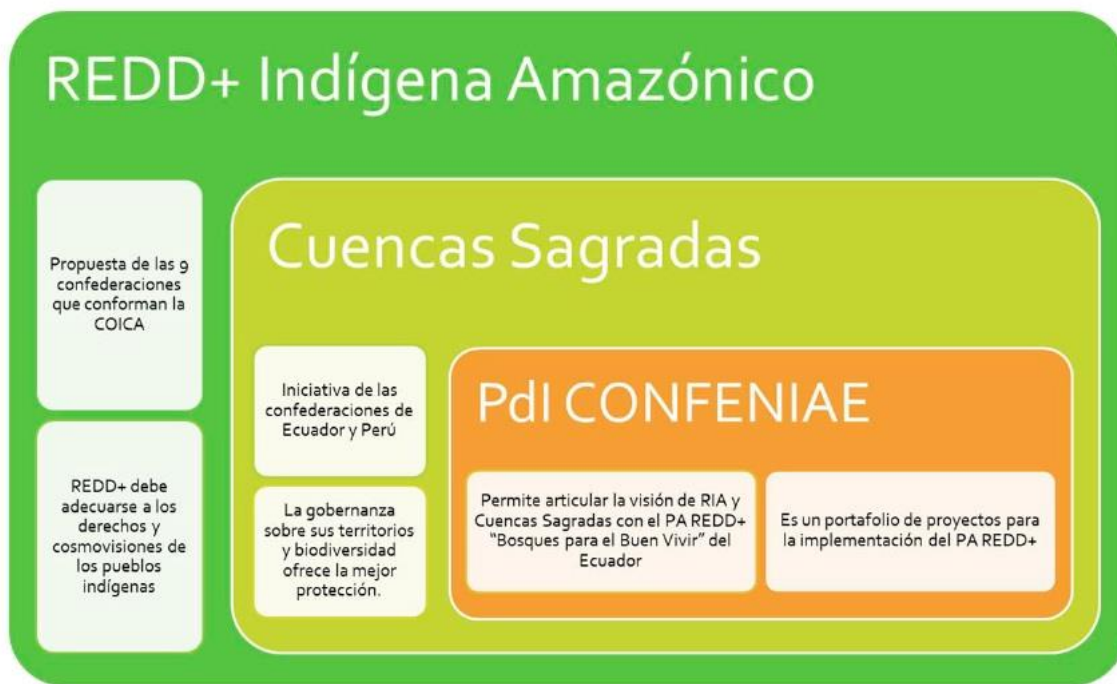 REDD+ Indígena Amazónico
Propuesta de las 9
confederaciones
que conforman la
COICA
REDD+ debe
adecuarse a los
derechos y
cosmovisiones de
los pueblos
indígenas
Cuencas Sagradas
Iniciativa de las
confederaciones de
Ecuador y Perú
La gobernanza
sobre sus territorios
y biodiversidad
ofrece la mejor
protección.
PdI CONFENIAE
Permite articular la visión de RIA y
Cuencas Sagradas con el PA REDD+
“Bosques para el Buen Vivir” del
Ecuador
Es un portafolio de proyectos para
la implementación del PA REDD+